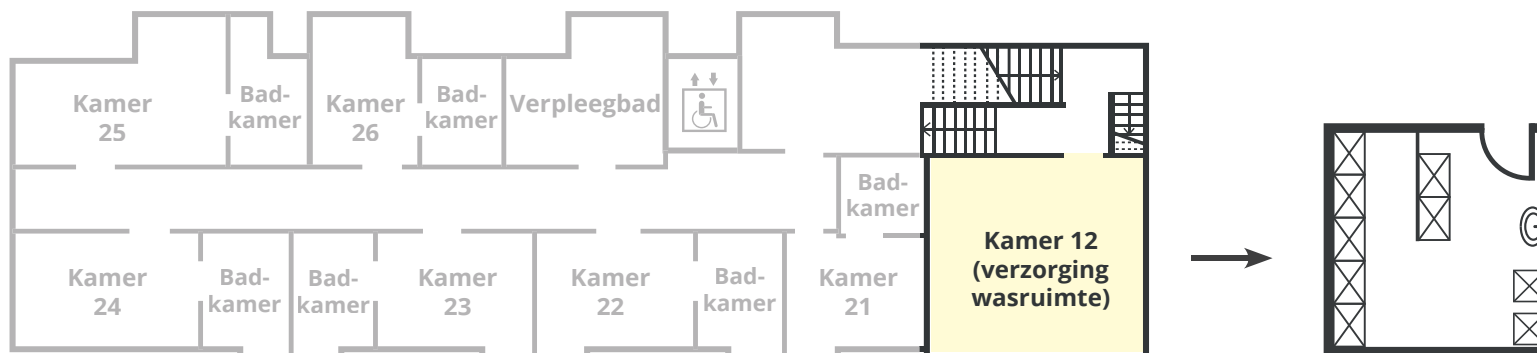 Kamer
25
Bad-
kamer
Kamer
26
Bad-
kamer
Verpleegbad
Bad-
kamer
Kamer
24
Bad-
kamer
Bad-
kamer
Kamer
23
Kamer
22
Bad-
kamer
Kamer
21
Kamer 12
(verzorging
wasruimte)